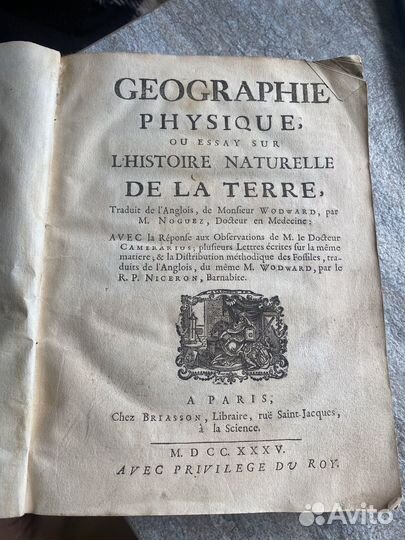 GEOGRAPHIE
PHYSIQUE,
OU ESSAY SUR
L'HISTOIRE NATURELLE
DE LA TERRE,
Traduit de l'Anglois, de Monsieur WODWARD, par
M. NOGUEZ, Docteur en Medecine:
AVEC la Réponse aux Observations de M. le Docteur
CAMERARIUS; plusieurs Lettres écrites sur la même
matiere; & la Distribution méthodique des Fossiles, tra-
duits de l'Anglois, du même M. WODWARD, par le
R. P. NICERON, Barnabite.
A PARIS,
Chez BRIASSON, Libraire, ruë Saint-Jacques,
à la Science.
M. D CC. XXXV.
AVEC PRIVILEGE DU ROY.
Avito